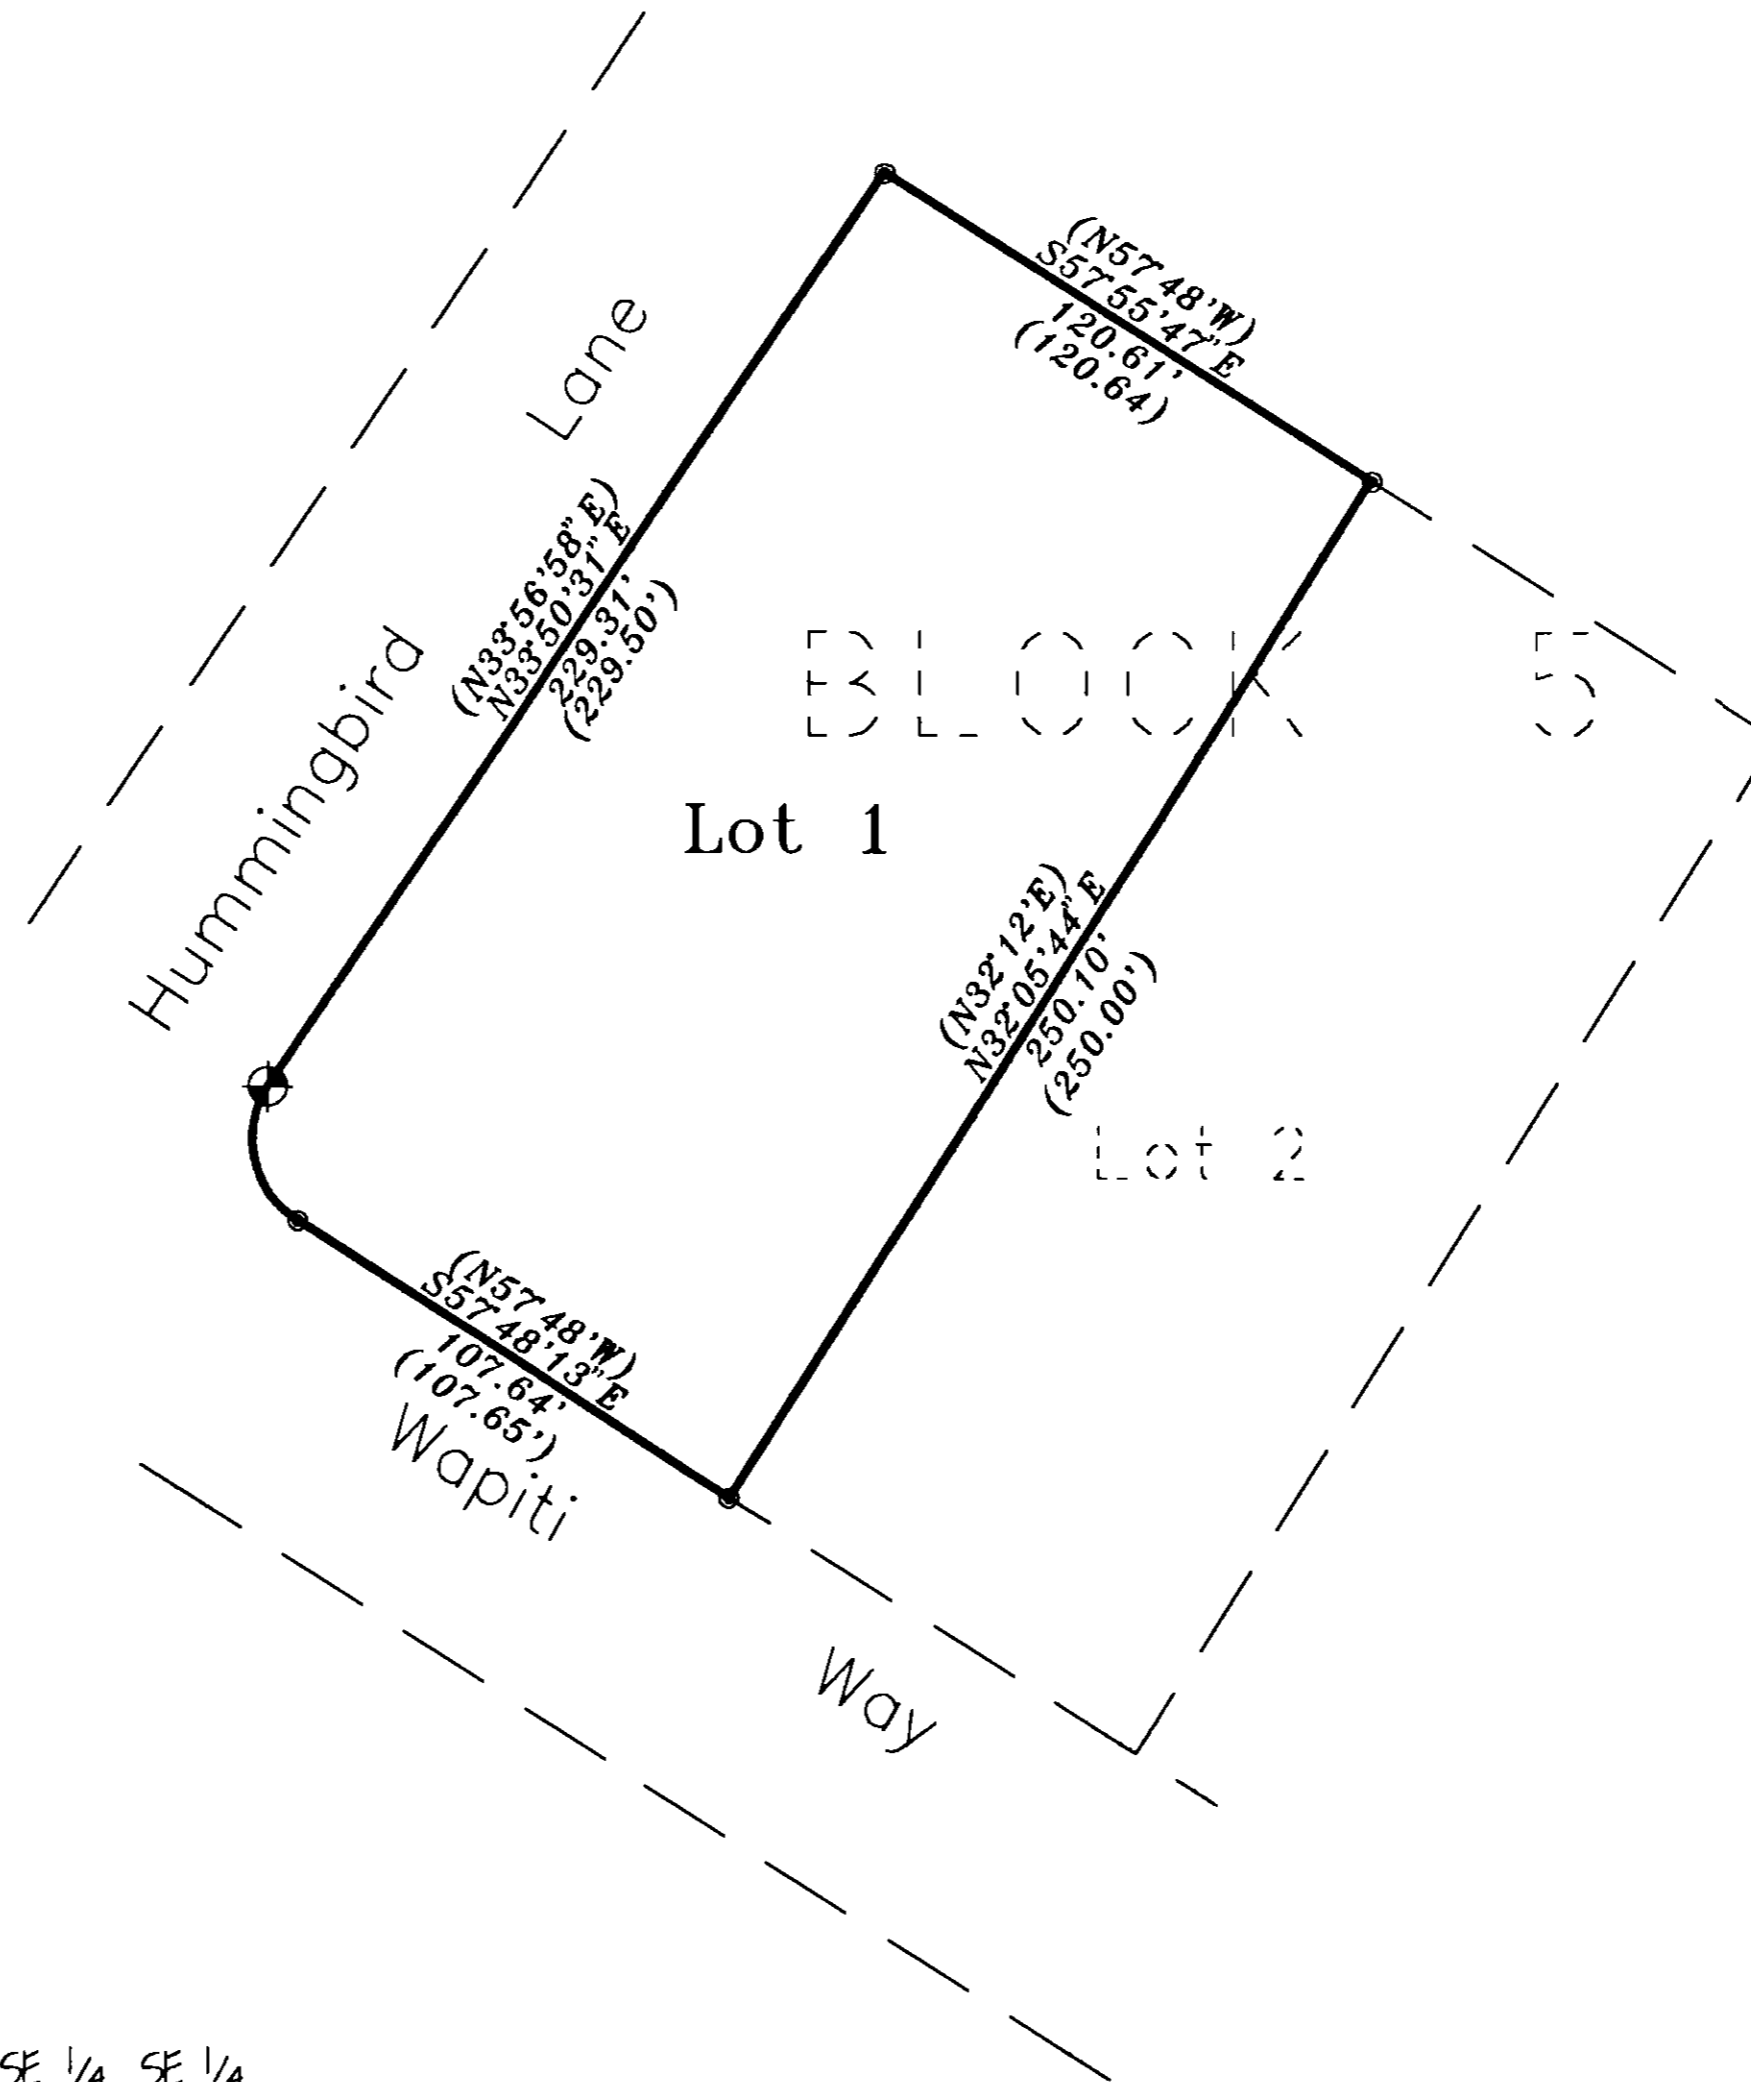 (N57°48'W)
S57°55'47"E
120.61'
(120.64)
Hummingbird Lane
(N33°56'58"E)
N33°50'31"E
229.31'
(229.50')
BLOCK 5
Lot 1
(N32°12'E)
N32°05'44"E
250.10'
(250.00')
Lot 2
(N57°48'W)
S57°48'13"E
107.64'
(107.65')
Wapiti Way
SE 1/4 SE 1/4